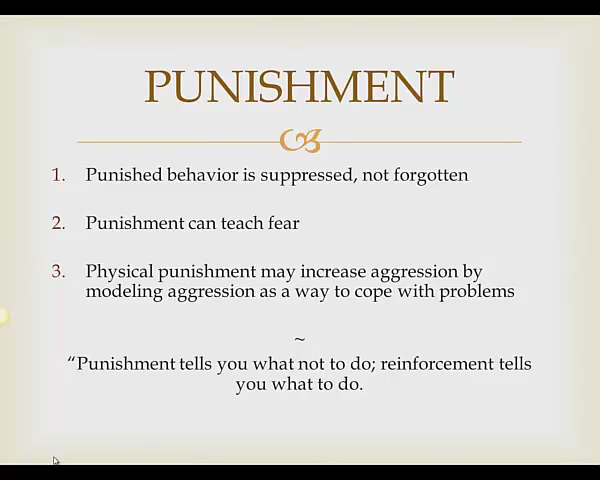 PUNISHMENT
1. Punished behavior is suppressed, not forgotten
2. Punishment can teach fear
3. Physical punishment may increase aggression by
modeling aggression as a way to cope with problems
~
“Punishment tells you what not to do; reinforcement tells
you what to do.